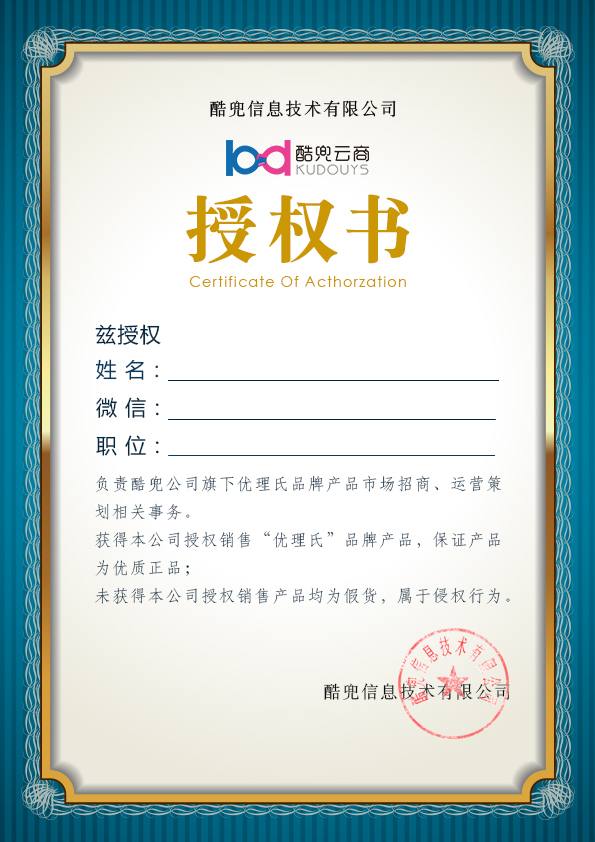 酷兜信息技术有限公司
酷兜云商
KUDOUYS
授权书
Certificate Of Acthorzation
兹授权
姓 名：
微 信：
职 位：
负责酷兜公司旗下优理氏品牌产品市场招商、运营策
划相关事务。
获得本公司授权销售“优理氏”品牌产品，保证产品
为优质正品；
未获得本公司授权销售产品均为假货，属于侵权行为。
酷兜信息技术有限公司
酷兜信息技术有限公司